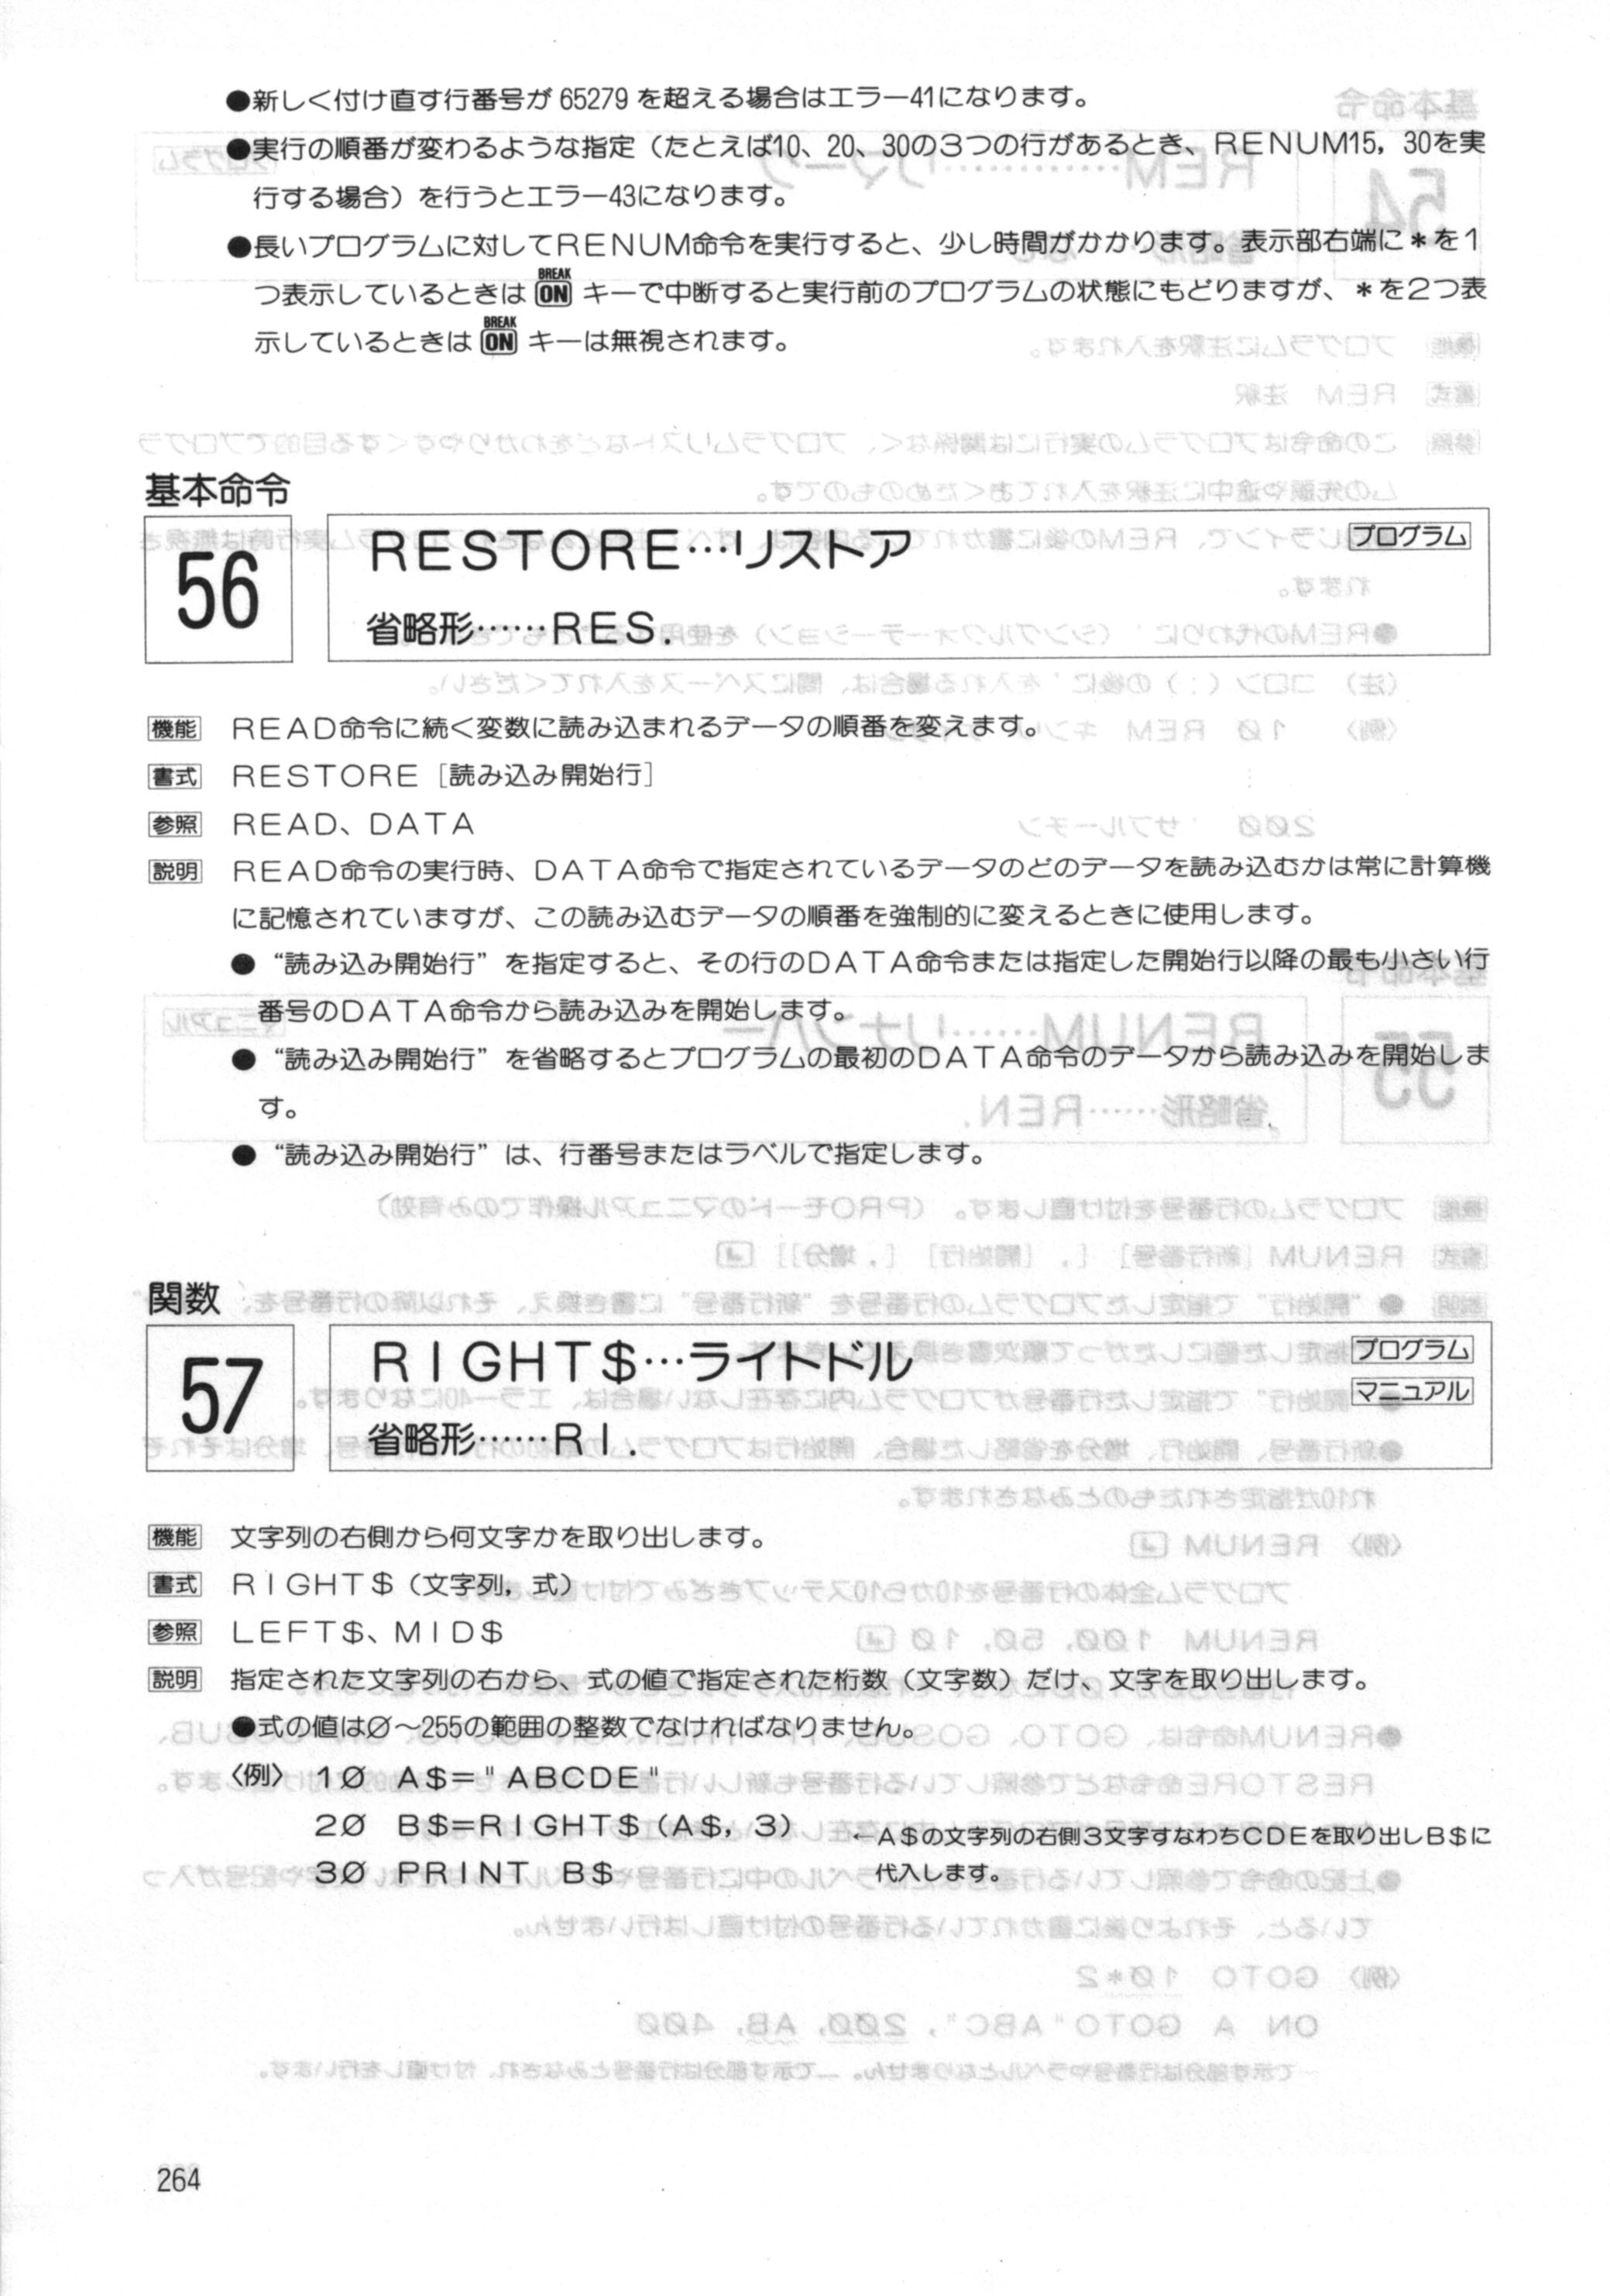 ●新しく付け直す行番号が65279を超える場合はエラー41になります。
●実行の順番が変わるような指定（たとえば10、20、30の3つの行があるとき、RENUM15，30を実
行する場合）を行うとエラー43になります。
●長いプログラムに対してRENUM命令を実行すると、少し時間がかかります。表示部右端に＊を1
BREAK
つ表示しているときは ON キーで中断すると実行前のプログラムの状態にもどりますが、＊を2つ表
BREAK
示しているときは ON キーは無視されます。
基本命令
56
RESTORE…リストア
プログラム
省略形……RES.
機能 READ命令に続く変数に読み込まれるデータの順番を変えます。
書式 RESTORE［読み込み開始行］
参照 READ、DATA
説明 READ命令の実行時、DATA命令で指定されているデータのどのデータを読み込むかは常に計算機
に記憶されていますが、この読み込むデータの順番を強制的に変えるときに使用します。
● “読み込み開始行” を指定すると、その行のDATA命令または指定した開始行以降の最も小さい行
番号のDATA命令から読み込みを開始します。
● “読み込み開始行” を省略するとプログラムの最初のDATA命令のデータから読み込みを開始しま
す。
● “読み込み開始行” は、行番号またはラベルで指定します。
関数
57
RIGHT$…ライトドル
プログラム
マニュアル
省略形……RI.
機能 文字列の右側から何文字かを取り出します。
書式 RIGHT$（文字列，式）
参照 LEFT$、MID$
説明 指定された文字列の右から、式の値で指定された桁数（文字数）だけ、文字を取り出します。
●式の値はØ～255の範囲の整数でなければなりません。
〈例〉 1Ø A$="ABCDE"
2Ø B$=RIGHT$（A$，3） ←A$の文字列の右側3文字すなわちCDEを取り出しB$に
3Ø PRINT B$ 代入します。
264